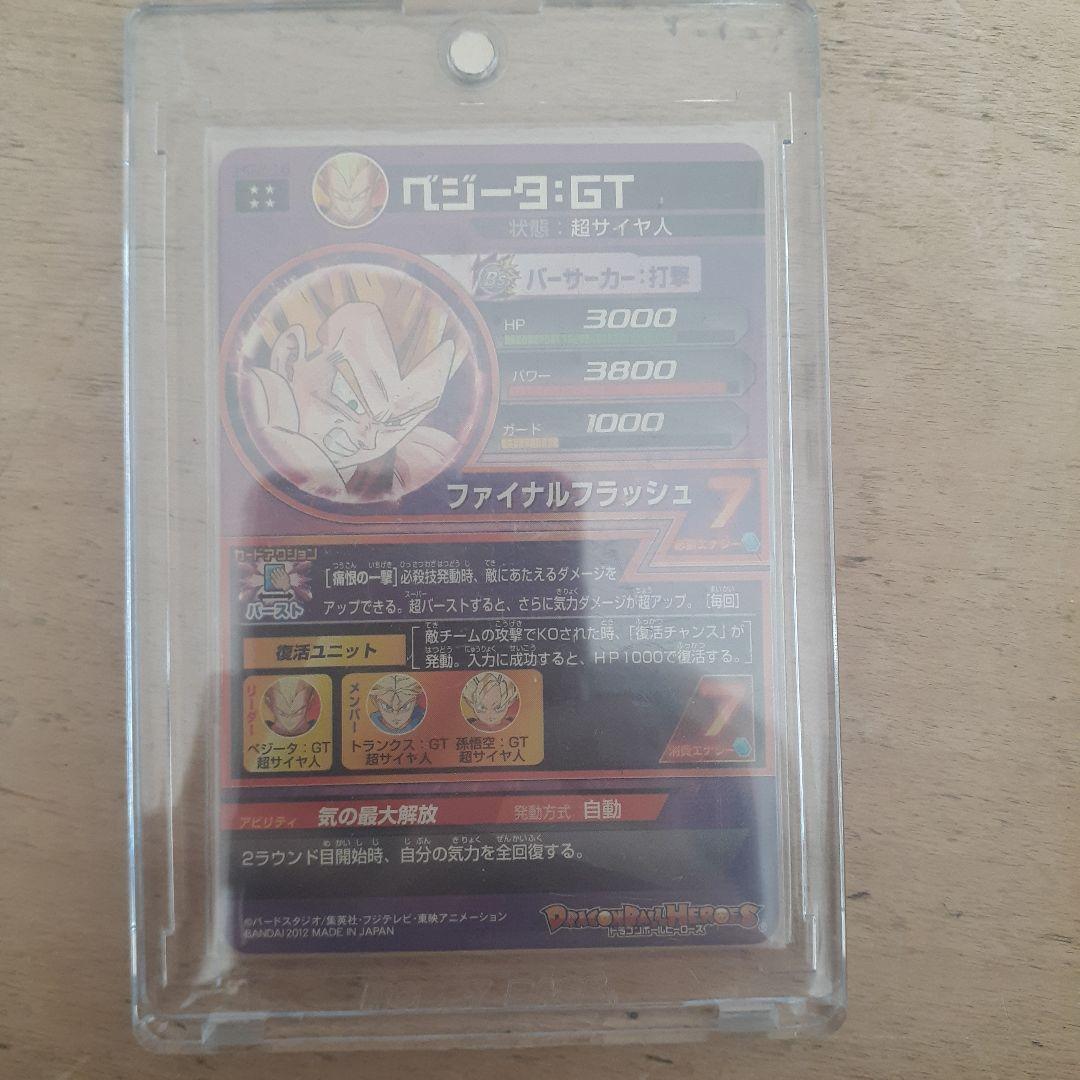 ベジータ:GT
状態:超サイヤ人
Bs バーサーカー:打撃
HP 3000
パワー 3800
ガード 1000
ファイナルフラッシュ 7
必要エナジー
カードアクション
バースト
[痛恨の一撃]必殺技発動時、敵にあたえるダメージを
アップできる。超バーストすると、さらに気力ダメージが超アップ。[毎回]
復活ユニット
敵チームの攻撃でKOされた時、「復活チャンス」が
発動。入力に成功すると、HP1000で復活する。
リーダー
ベジータ:GT
超サイヤ人
メンバー
トランクス:GT 孫悟空:GT
超サイヤ人 超サイヤ人
7
消費エナジー
アビリティ 気の最大解放 発動方式 自動
2ラウンド目開始時、自分の気力を全回復する。
©バードスタジオ/集英社・フジテレビ・東映アニメーション
BANDAI 2012 MADE IN JAPAN
DRAGONBALL HEROES
ドラゴンボールヒーローズ